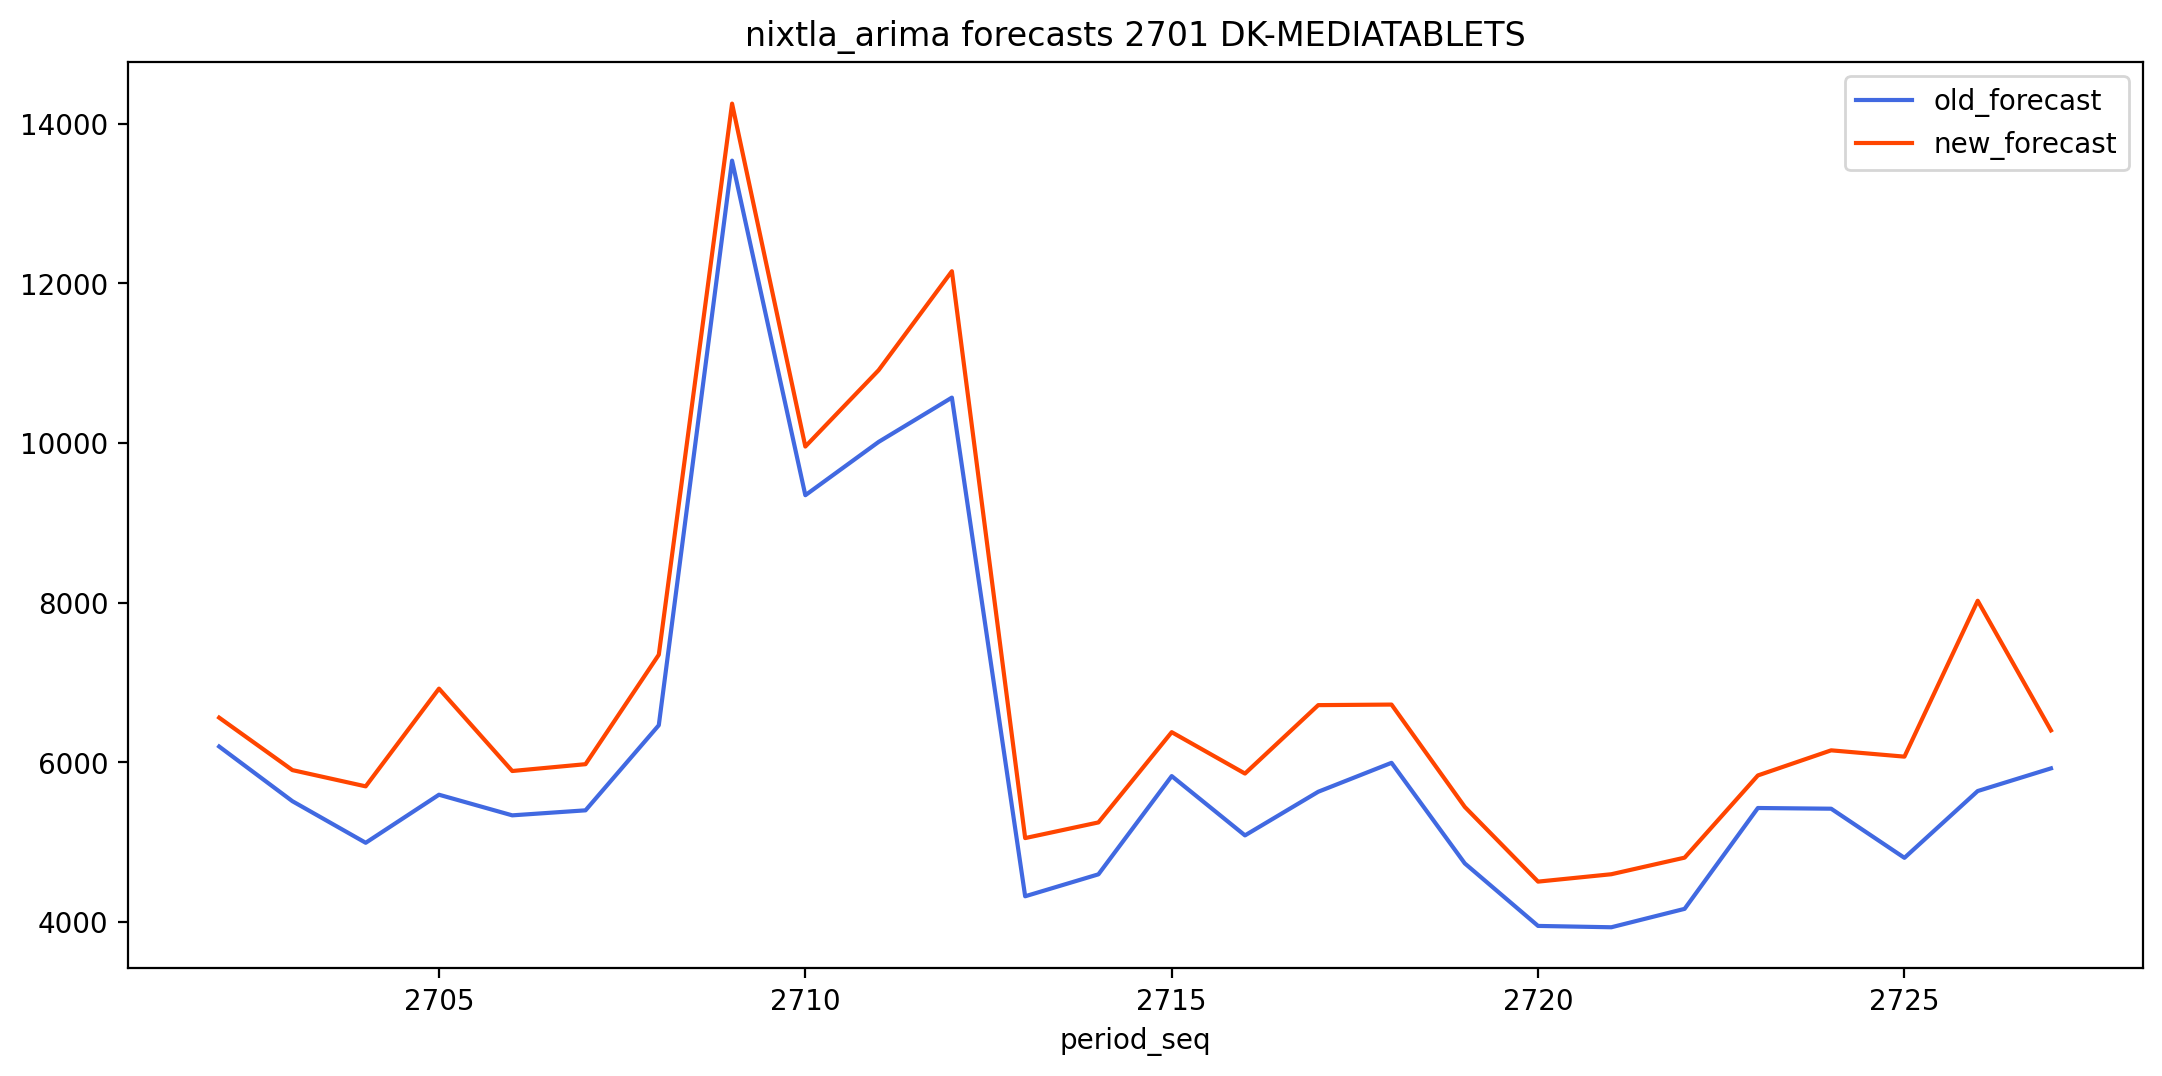 nixtla_arima forecasts 2701 DK-MEDIATABLETS
old_forecast
new_forecast
14000
12000
10000
8000
6000
4000
2705 2710 2715 2720 2725
period_seq